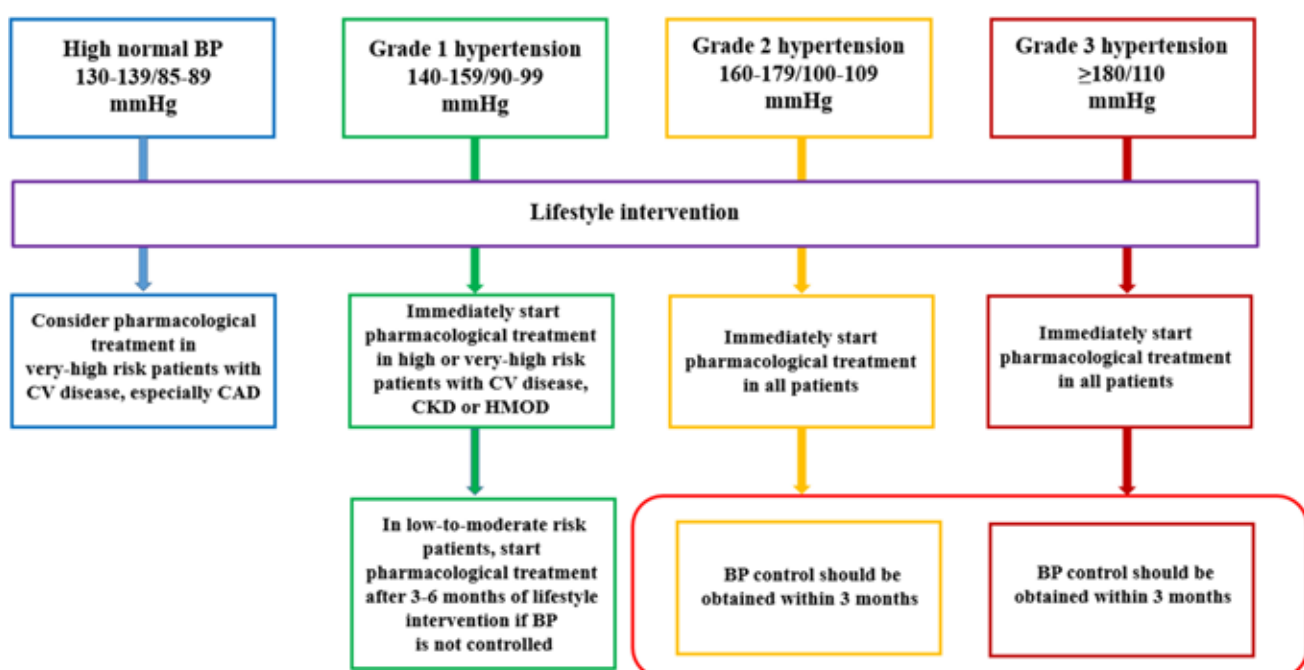 High normal BP
130-139/85-89
mmHg
Grade 1 hypertension
140-159/90-99
mmHg
Grade 2 hypertension
160-179/100-109
mmHg
Grade 3 hypertension
≥180/110
mmHg
Lifestyle intervention
Consider pharmacological
treatment in
very-high risk patients with
CV disease, especially CAD
Immediately start
pharmacological treatment
in high or very-high risk
patients with CV disease,
CKD or HMOD
Immediately start
pharmacological treatment
in all patients
Immediately start
pharmacological treatment
in all patients
In low-to-moderate risk
patients, start
pharmacological treatment
after 3-6 months of lifestyle
intervention if BP
is not controlled
BP control should be
obtained within 3 months
BP control should be
obtained within 3 months